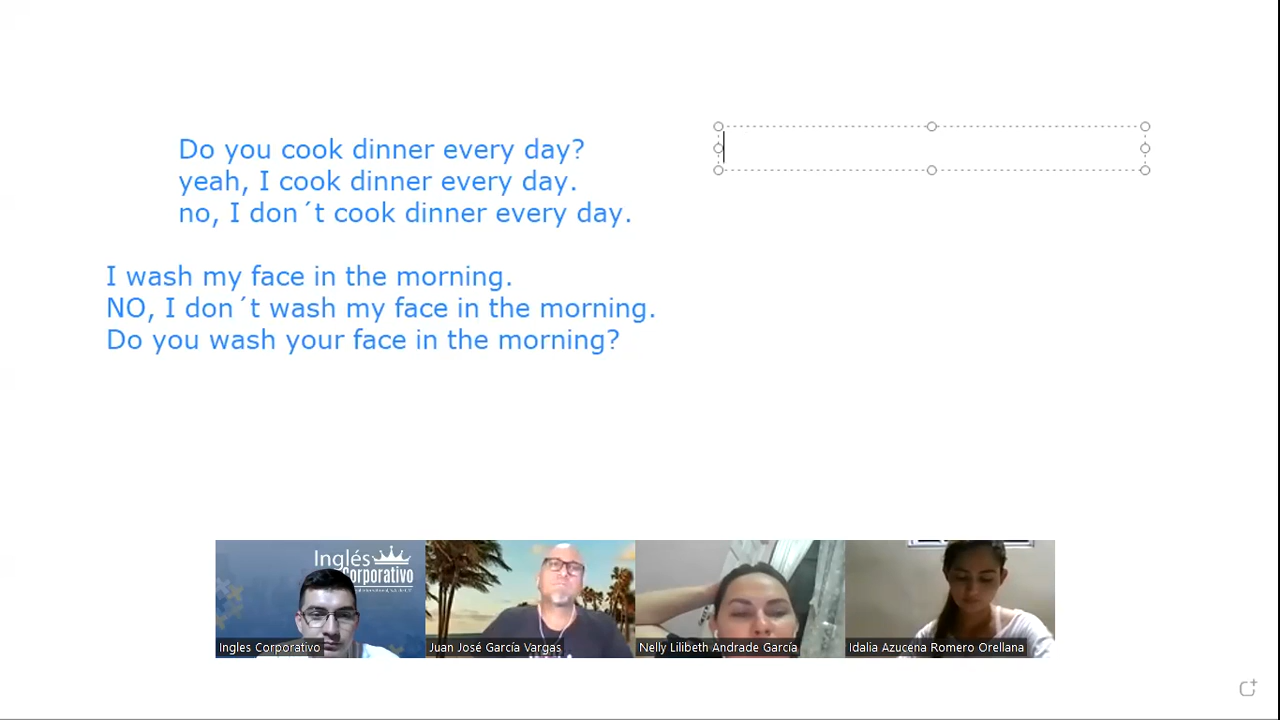 Do you cook dinner every day?
yeah, I cook dinner every day.
no, I don´t cook dinner every day.
I wash my face in the morning.
NO, I don´t wash my face in the morning.
Do you wash your face in the morning?
Inglés
Corporativo
Ingles Corporativo
Juan José García Vargas
Nelly Lilibeth Andrade García
Idalia Azucena Romero Orellana